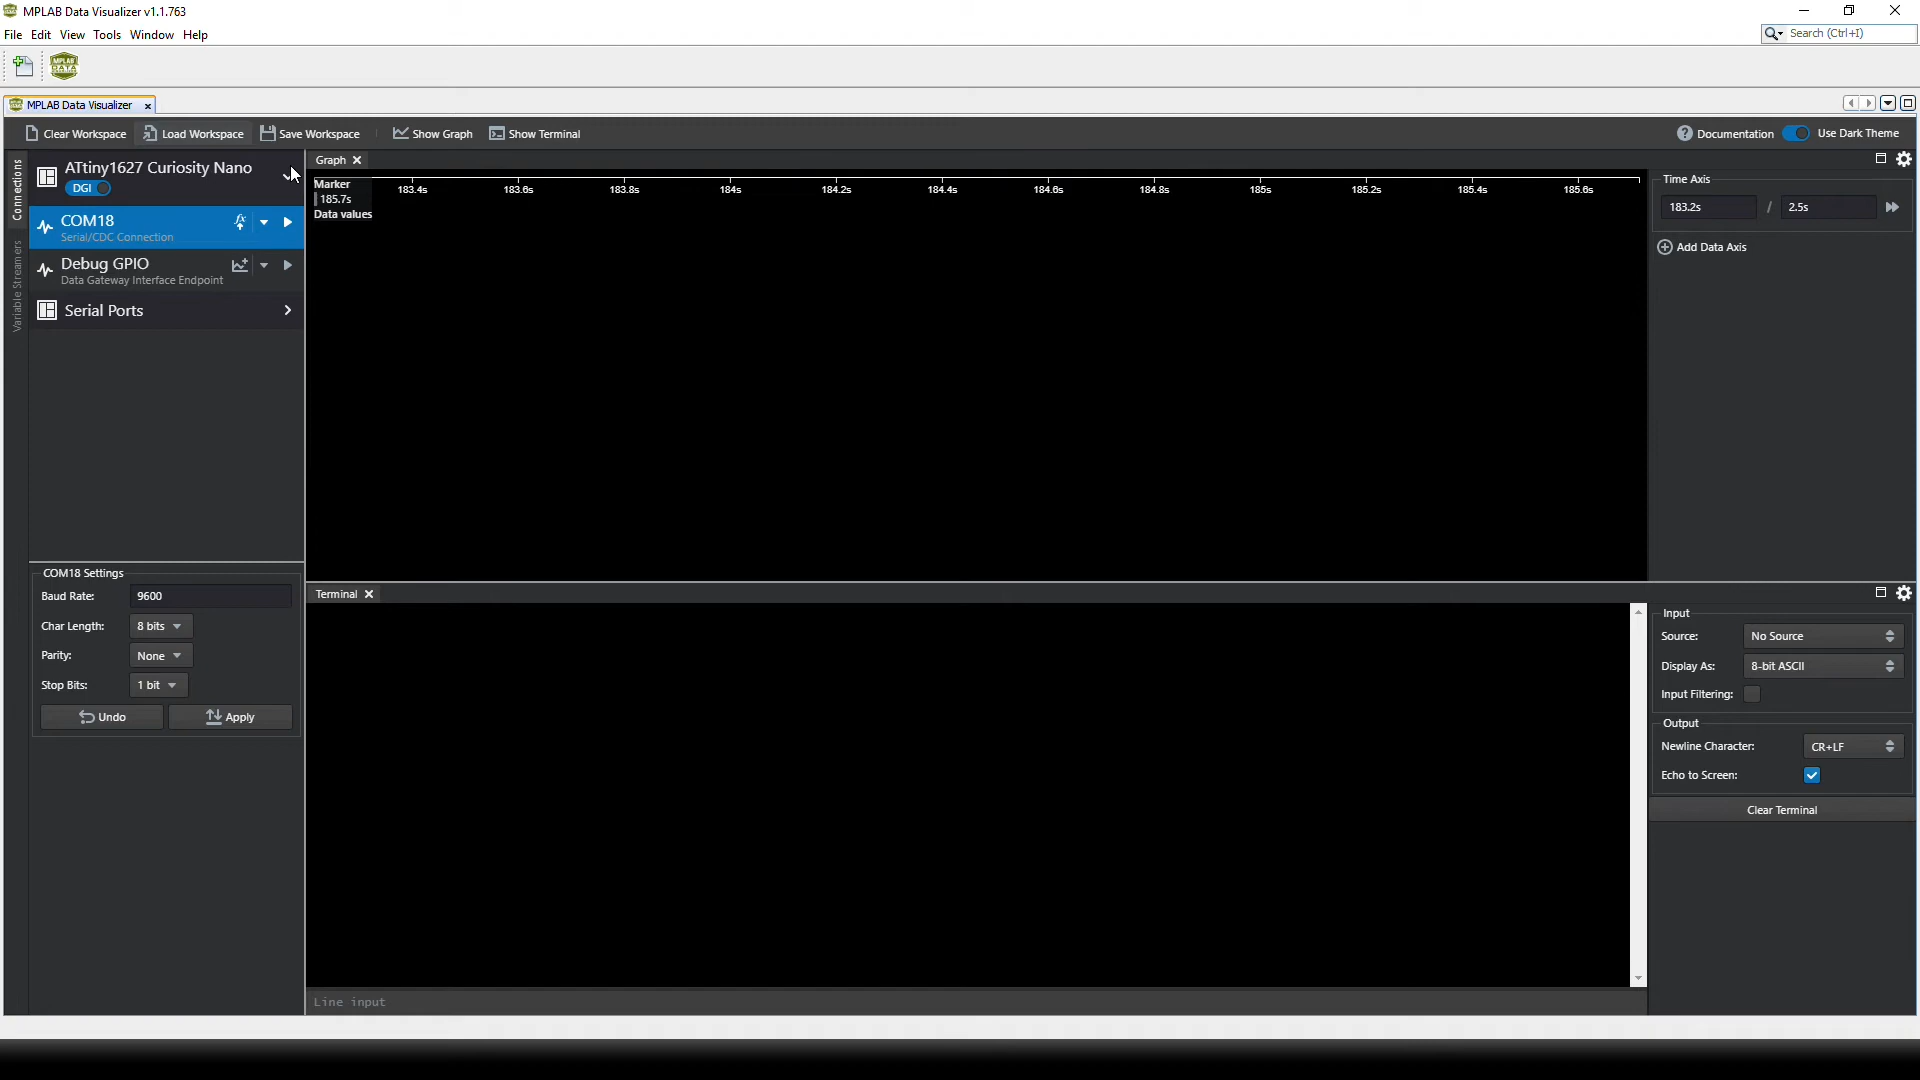 MPLAB Data Visualizer v1.1.763
File Edit View Tools Window Help
Search (Ctrl+I)
MPLAB Data Visualizer
Clear Workspace Load Workspace Save Workspace Show Graph Show Terminal Documentation Use Dark Theme
Connections
Variable Streamers
ATtiny1627 Curiosity Nano
DGI
COM18
Serial/CDC Connection
Debug GPIO
Data Gateway Interface Endpoint
Serial Ports
COM18 Settings
Baud Rate: 9600
Char Length: 8 bits
Parity: None
Stop Bits: 1 bit
Undo Apply
Graph
Marker
185.7s
Data values
183.4s 183.6s 183.8s 184s 184.2s 184.4s 184.6s 184.8s 185s 185.2s 185.4s 185.6s
Time Axis
183.2s / 2.5s
Add Data Axis
Terminal
Line input
Input
Source: No Source
Display As: 8-bit ASCII
Input Filtering:
Output
Newline Character: CR+LF
Echo to Screen:
Clear Terminal